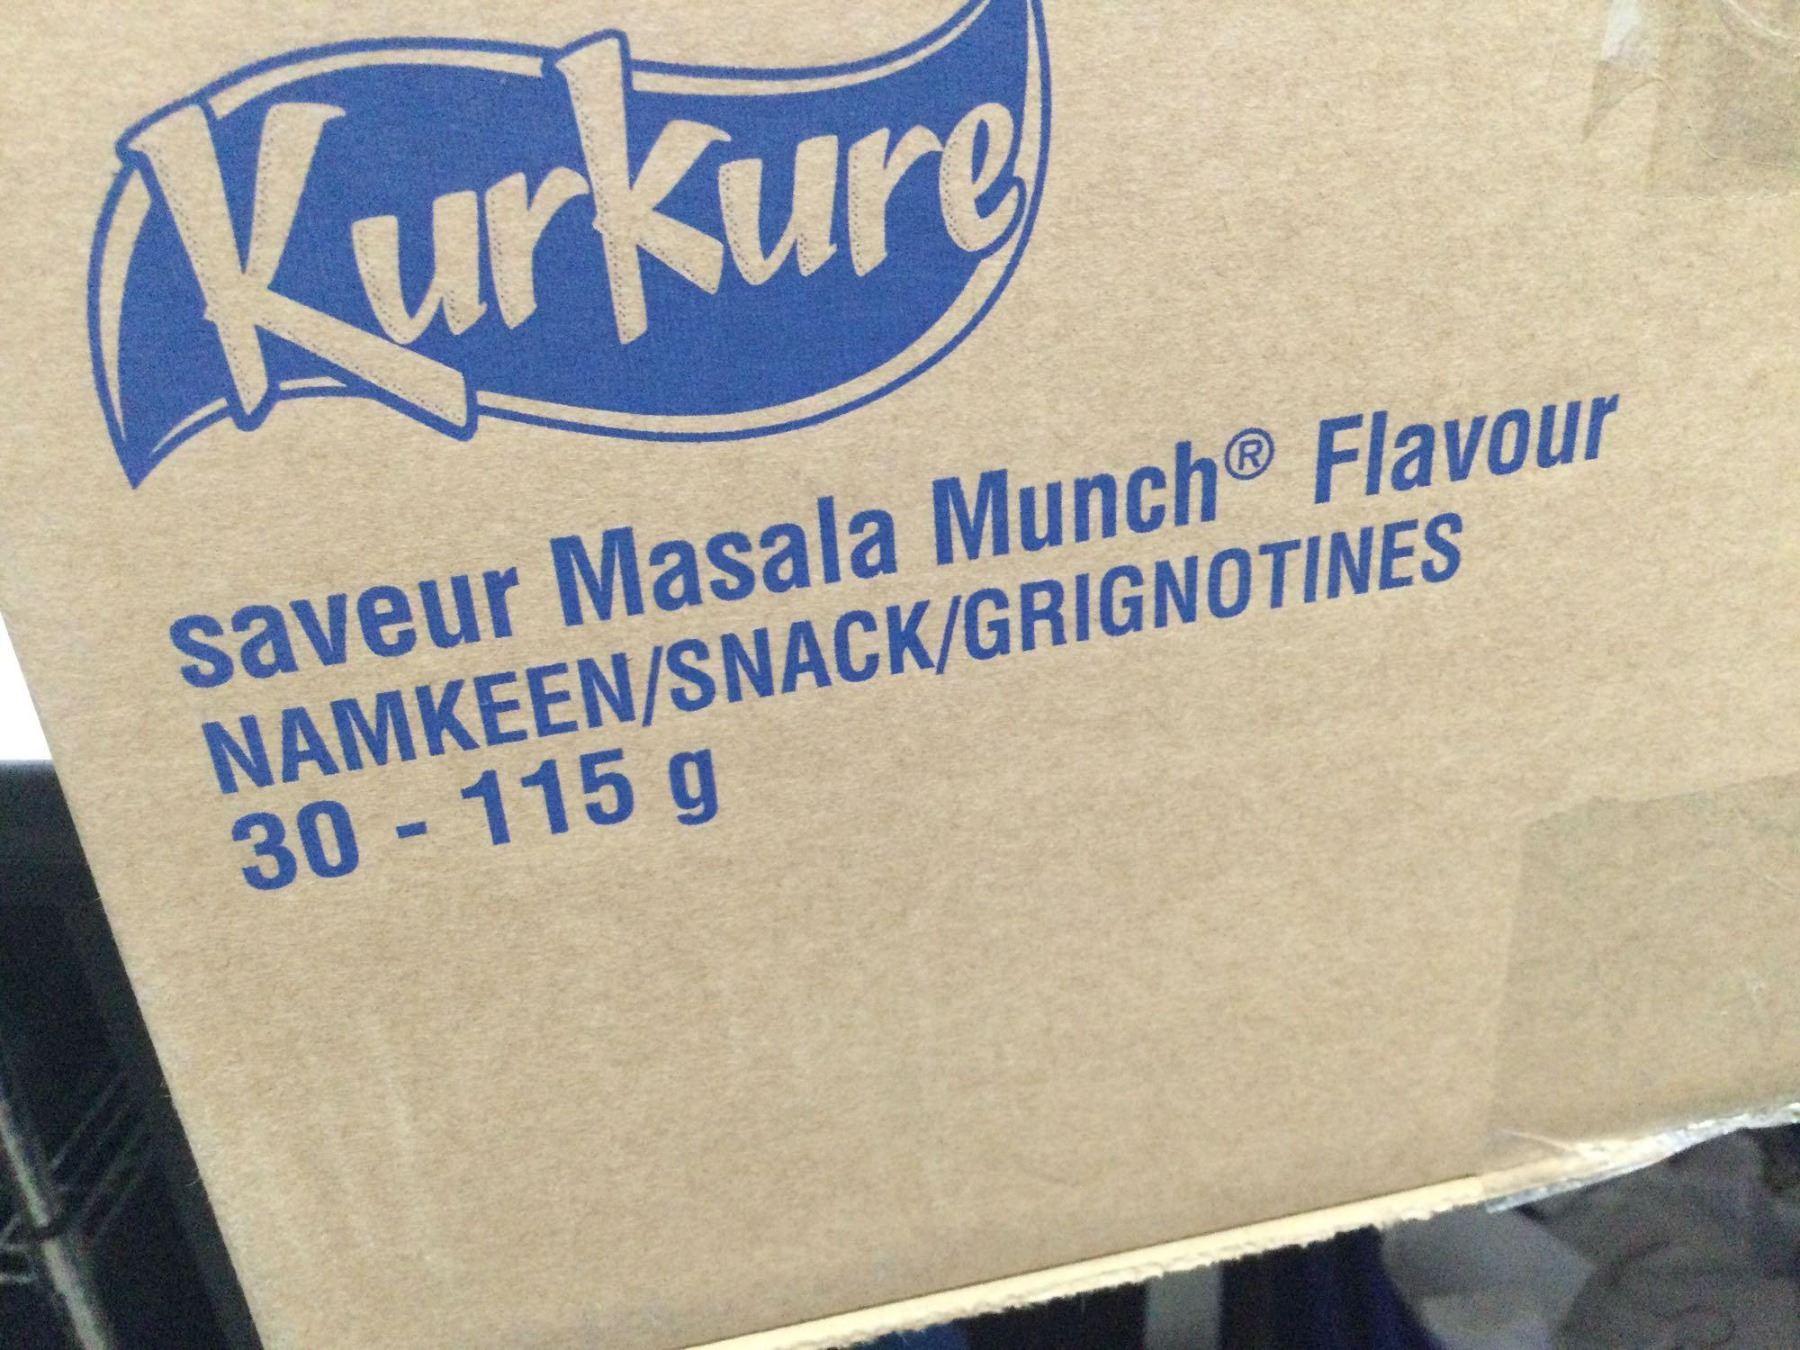 Kurkure
saveur Masala Munch® Flavour
NAMKEEN/SNACK/GRIGNOTINES
30 - 115 g